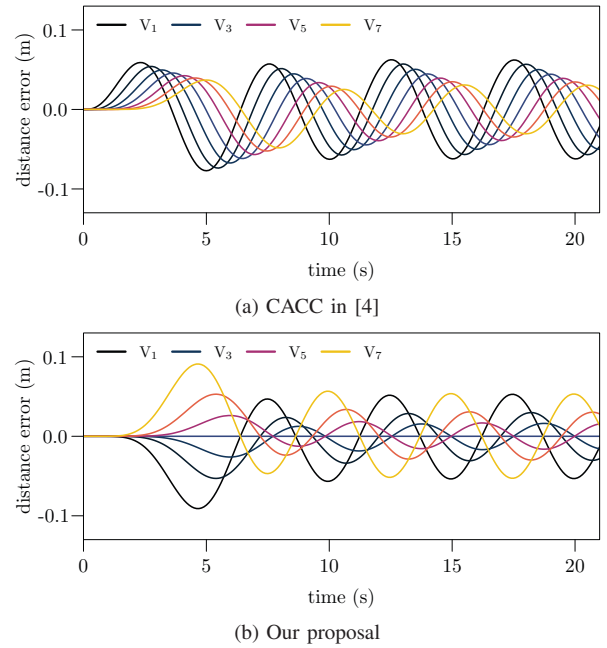 V₁ V₃ V₅ V₇
distance error (m)
0.1
0.0
-0.1
0 5 10 15 20
time (s)
(a) CACC in [4]
V₁ V₃ V₅ V₇
distance error (m)
0.1
0.0
-0.1
0 5 10 15 20
time (s)
(b) Our proposal